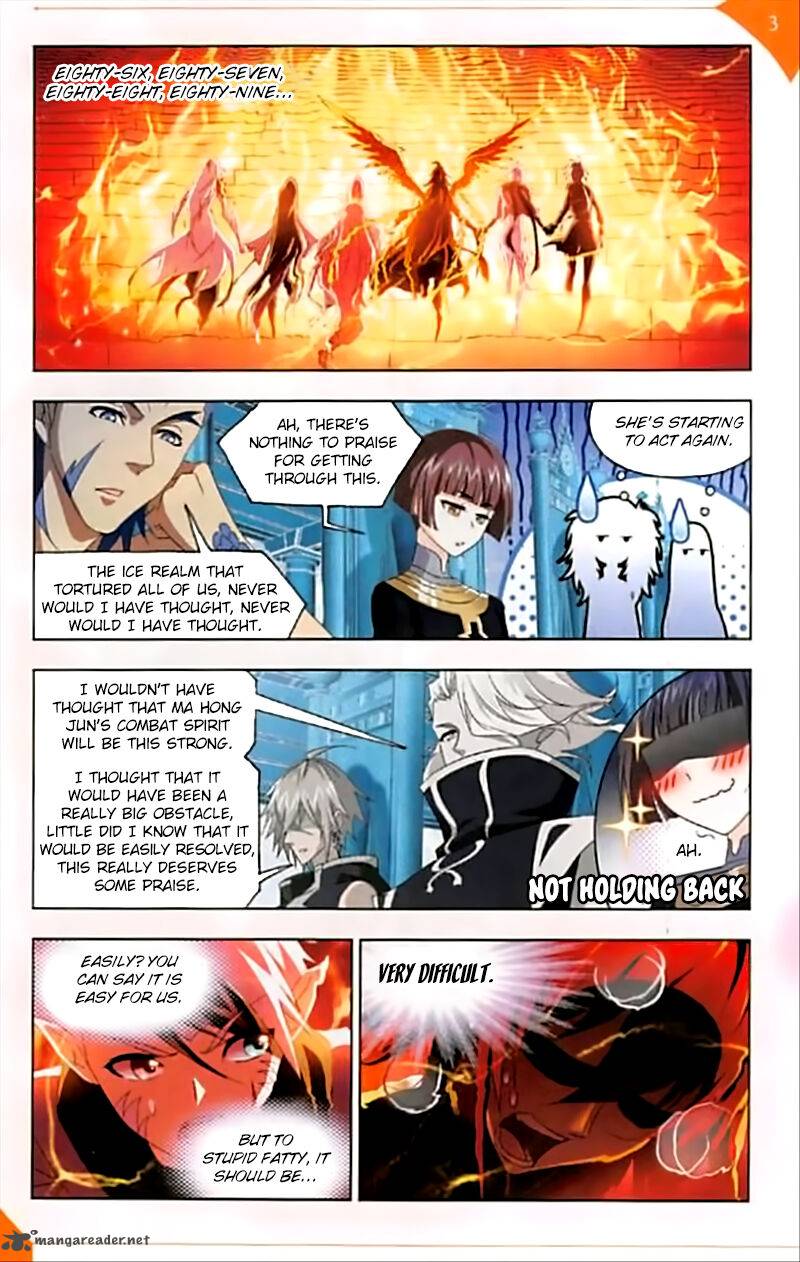 3
EIGHTY-SIX, EIGHTY-SEVEN,
EIGHTY-EIGHT, EIGHTY-NINE...
AH, THERE'S
NOTHING TO PRAISE
FOR GETTING
THROUGH THIS.
SHE'S STARTING
TO ACT AGAIN.
THE ICE REALM THAT
TORTURED ALL OF US, NEVER
WOULD I HAVE THOUGHT, NEVER
WOULD I HAVE THOUGHT.
I WOULDN'T HAVE
THOUGHT THAT MA HONG
JUN'S COMBAT SPIRIT
WILL BE THIS STRONG.
I THOUGHT THAT IT
WOULD HAVE BEEN A
REALLY BIG OBSTACLE,
LITTLE DID I KNOW THAT IT
WOULD BE EASILY RESOLVED,
THIS REALLY DESERVES
SOME PRAISE.
AH.
NOT HOLDING BACK
EASILY? YOU
CAN SAY IT IS
EASY FOR US.
BUT TO
STUPID FATTY, IT
SHOULD BE...
VERY DIFFICULT.
mangareader.net